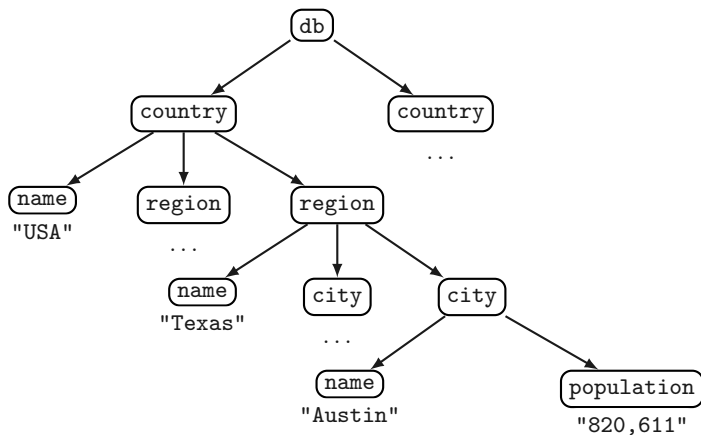 db
country country
...
name region region
"USA" ...
name city city
"Texas" ...
name population
"Austin" "820,611"